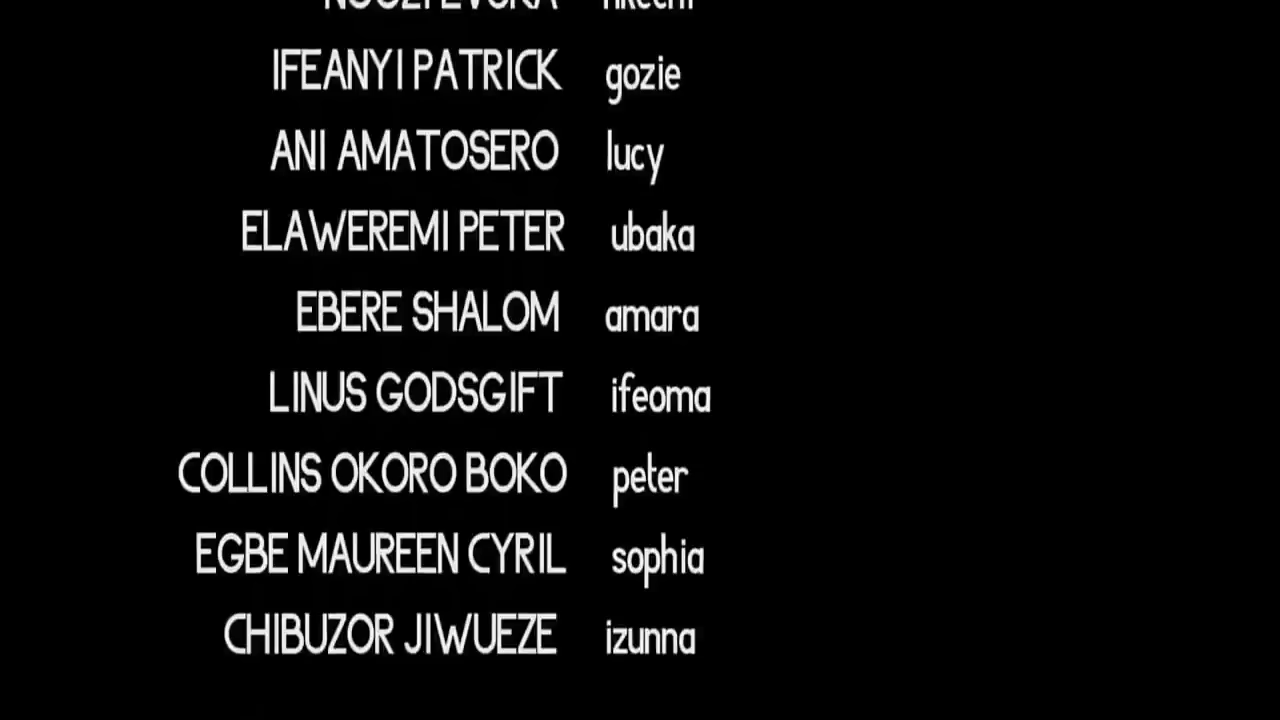 IFEANYI PATRICK gozie
ANI AMATOSERO lucy
ELAWEREMI PETER ubaka
EBERE SHALOM amara
LINUS GODSGIFT ifeoma
COLLINS OKORO BOKO peter
EGBE MAUREEN CYRIL sophia
CHIBUZOR JIWUEZE izunna